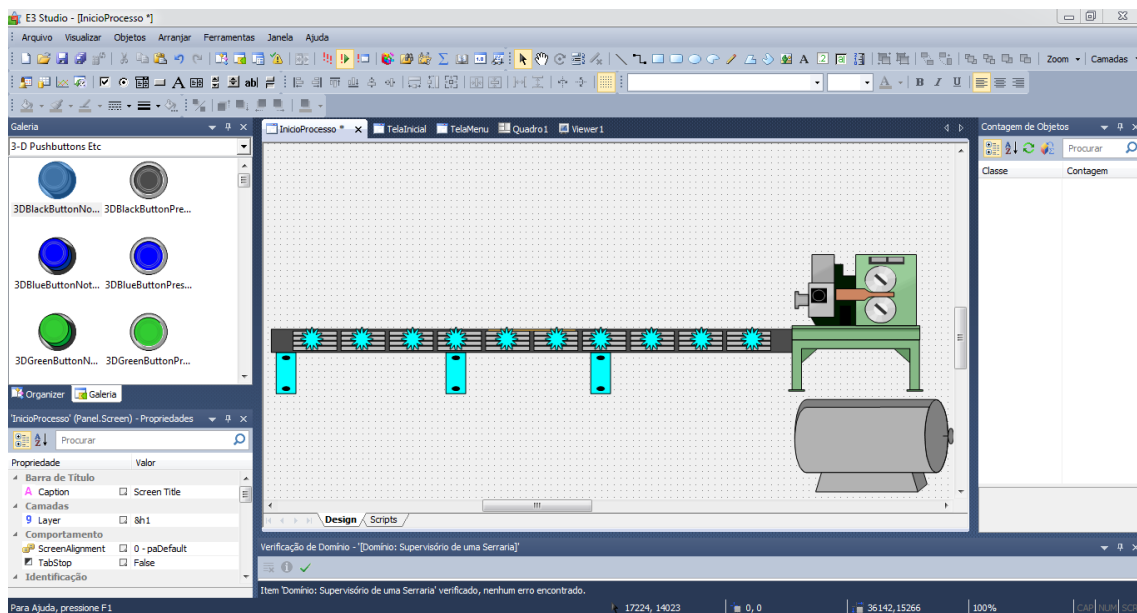 E3 Studio - [InicioProcesso *]
Arquivo Visualizar Objetos Arranjar Ferramentas Janela Ajuda
Zoom Camadas
A B I U
Galeria
3-D Pushbuttons Etc
3DBlackButtonNo... 3DBlackButtonPre...
3DBlueButtonNot... 3DBlueButtonPres...
3DGreenButtonN... 3DGreenButtonPr...
Organizer Galeria
'InicioProcesso' (Panel.Screen) - Propriedades
Procurar
Propriedade Valor
Barra de Título
Caption Screen Title
Camadas
Layer &h1
Comportamento
ScreenAlignment 0 - paDefault
TabStop False
Identificação
InicioProcesso * x TelaInicial TelaMenu Quadro1 Viewer1
Design Scripts
Contagem de Objetos
Procurar
Classe Contagem
Verificação de Domínio - '[Domínio: Supervisório de uma Serraria]'
Item 'Domínio: Supervisório de uma Serraria' verificado, nenhum erro encontrado.
Para Ajuda, pressione F1
17224, 14023 0, 0 36142,15266 100% CAP NUM SCR